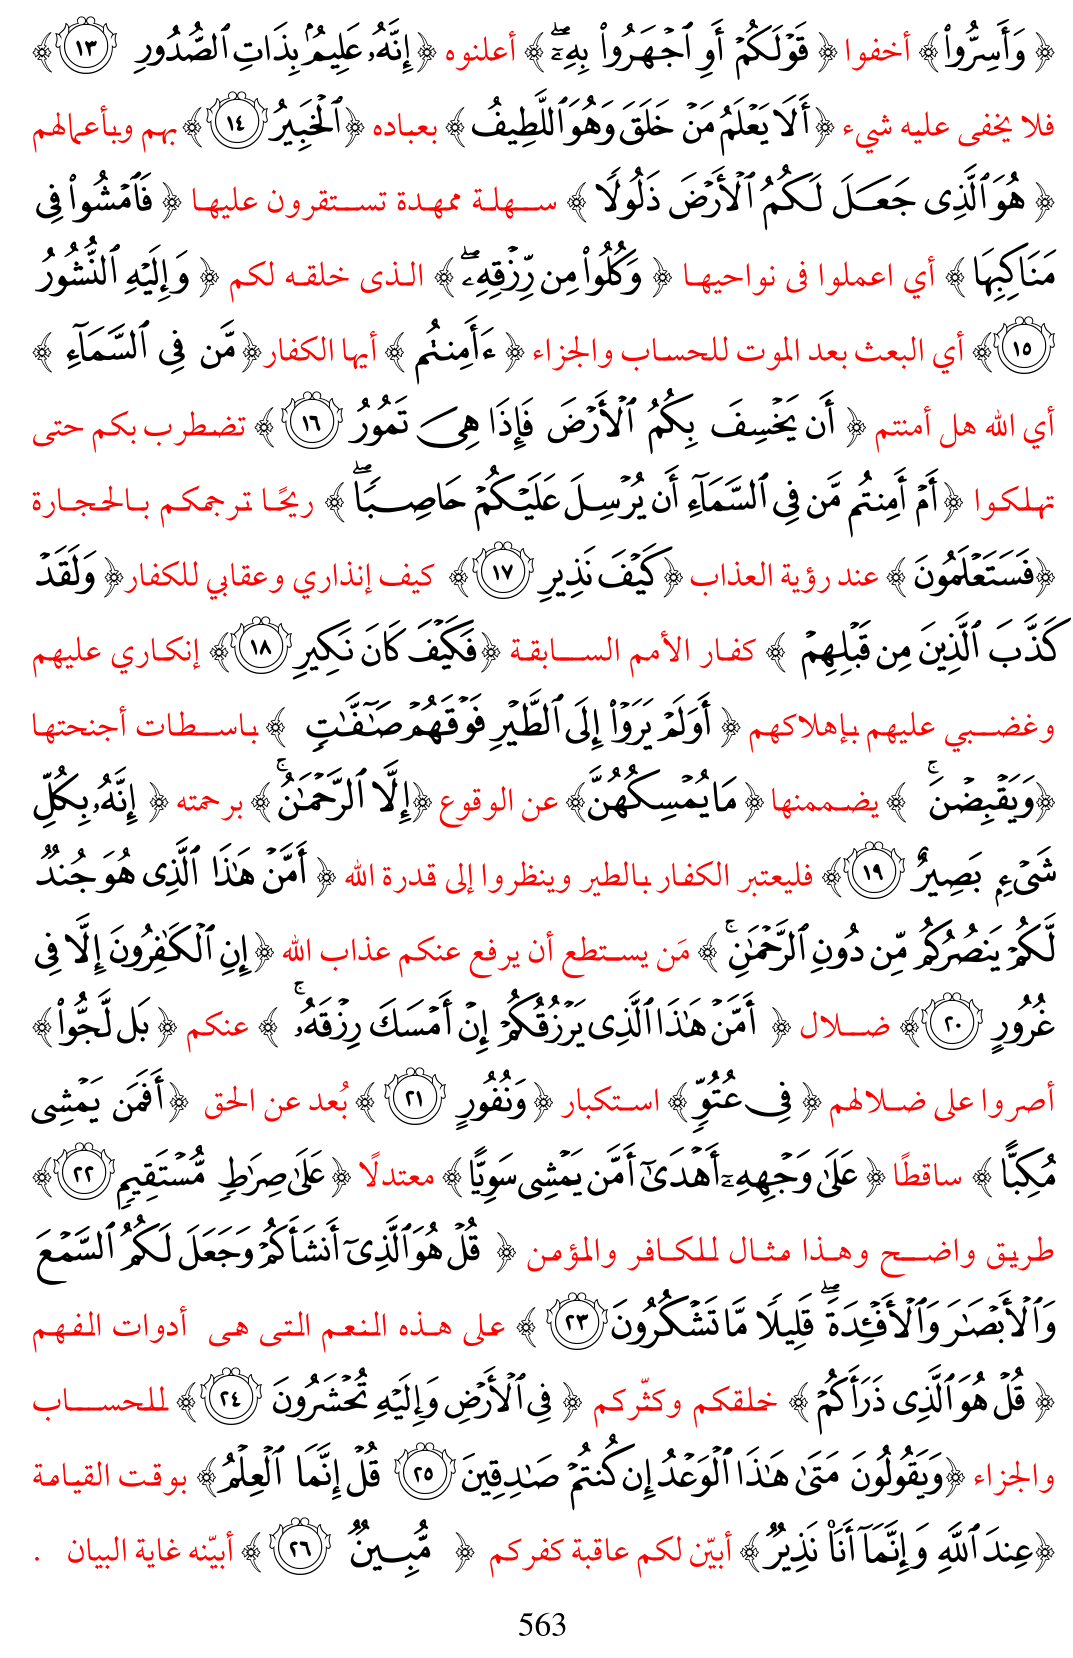 ﴿ وَأَسِرُّوا۟﴾ أخفوا ﴿ قَوْلَكُمْ أَوِ ٱجْهَرُوا۟ بِهِۦٓ ۖ﴾ أعلنوه ﴿إِنَّهُۥ عَلِيمٌۢ بِذَاتِ ٱلصُّدُورِ ١٣ ﴾
فلا يخفى عليه شيء ﴿أَلَا يَعْلَمُ مَنْ خَلَقَ وَهُوَ ٱللَّطِيفُ﴾ بعباده ﴿ٱلْخَبِيرُ ١٤﴾ بهم وبأعمالهم
﴿ هُوَ ٱلَّذِى جَعَلَ لَكُمُ ٱلْأَرْضَ ذَلُولًا ﴾ سهلة ممهدة تستقرون عليها ﴿ فَٱمْشُوا۟ فِى
مَنَاكِبِهَا ﴾ أي اعملوا فى نواحيها ﴿ وَكُلُوا۟ مِن رِّزْقِهِۦ ۖ﴾ الذى خلقه لكم ﴿ وَإِلَيْهِ ٱلنُّشُورُ
١٥﴾ أي البعث بعد الموت للحساب والجزاء ﴿ ءَأَمِنتُم ﴾ أيها الكفار﴿ مَّن فِى ٱلسَّمَآءِ ﴾
أي الله هل أمنتم ﴿ أَن يَخْسِفَ بِكُمُ ٱلْأَرْضَ فَإِذَا هِىَ تَمُورُ ١٦ ﴾ تضطرب بكم حتى
تهلكوا ﴿أَمْ أَمِنتُم مَّن فِى ٱلسَّمَآءِ أَن يُرْسِلَ عَلَيْكُمْ حَاصِبًا ۖ﴾ ريحًا ترجمكم بالحجارة
﴿فَسَتَعْلَمُونَ ﴾ عند رؤية العذاب ﴿كَيْفَ نَذِيرِ ١٧ ﴾ كيف إنذاري وعقابي للكفار﴿ وَلَقَدْ
كَذَّبَ ٱلَّذِينَ مِن قَبْلِهِمْ ﴾ كفار الأمم السابقة ﴿فَكَيْفَ كَانَ نَكِيرِ ١٨﴾ إنكاري عليهم
وغضبي عليهم بإهلاكهم ﴿ أَوَلَمْ يَرَوْا۟ إِلَى ٱلطَّيْرِ فَوْقَهُمْ صَـٰٓفَّـٰتٍ ﴾ باسطات أجنحتها
﴿وَيَقْبِضْنَ ۚ ﴾ يضممنها ﴿ مَا يُمْسِكُهُنَّ﴾ عن الوقوع ﴿إِلَّا ٱلرَّحْمَـٰنُ ۚ﴾ برحمته ﴿ إِنَّهُۥ بِكُلِّ
شَىْءٍۭ بَصِيرٌ ١٩ ﴾ فليعتبر الكفار بالطير وينظروا إلى قدرة الله ﴿ أَمَّنْ هَـٰذَا ٱلَّذِى هُوَ جُندٌ
لَّكُمْ يَنصُرُكُم مِّن دُونِ ٱلرَّحْمَـٰنِ ۚ ﴾ مَن يستطع أن يرفع عنكم عذاب الله ﴿إِنِ ٱلْكَـٰفِرُونَ إِلَّا فِى
غُرُورٍ ٢٠﴾ ضلال ﴿ أَمَّنْ هَـٰذَا ٱلَّذِى يَرْزُقُكُمْ إِنْ أَمْسَكَ رِزْقَهُۥ ۚ ﴾ عنكم ﴿ بَل لَّجُّوا۟﴾
أصروا على ضلالهم ﴿ فِى عُتُوٍّ﴾ استكبار ﴿ وَنُفُورٍ ٢١ ﴾ بُعد عن الحق ﴿أَفَمَن يَمْشِى
مُكِبًّا ﴾ ساقطًا ﴿ عَلَىٰ وَجْهِهِۦٓ أَهْدَىٰٓ أَمَّن يَمْشِى سَوِيًّا﴾ معتدلًا ﴿ عَلَىٰ صِرَٰطٍ مُّسْتَقِيمٍ ٢٢﴾
طريق واضح وهذا مثال للكافر والمؤمن ﴿ قُلْ هُوَ ٱلَّذِىٓ أَنشَأَكُمْ وَجَعَلَ لَكُمُ ٱلسَّمْعَ
وَٱلْأَبْصَـٰرَ وَٱلْأَفْـِٔدَةَ ۖ قَلِيلًا مَّا تَشْكُرُونَ ٢٣ ﴾ على هذه النعم التى هى أدوات الفهم
﴿ قُلْ هُوَ ٱلَّذِى ذَرَأَكُمْ ﴾ خلقكم وكثّركم ﴿ فِى ٱلْأَرْضِ وَإِلَيْهِ تُحْشَرُونَ ٢٤ ﴾ للحساب
والجزاء ﴿وَيَقُولُونَ مَتَىٰ هَـٰذَا ٱلْوَعْدُ إِن كُنتُمْ صَـٰدِقِينَ ٢٥ قُلْ إِنَّمَا ٱلْعِلْمُ﴾ بوقت القيامة
﴿عِندَ ٱللَّهِ وَإِنَّمَآ أَنَا۠ نَذِيرٌ﴾ أبيّن لكم عاقبة كفركم ﴿ مُّبِينٌ ٢٦ ﴾ أبيّنه غاية البيان .
563